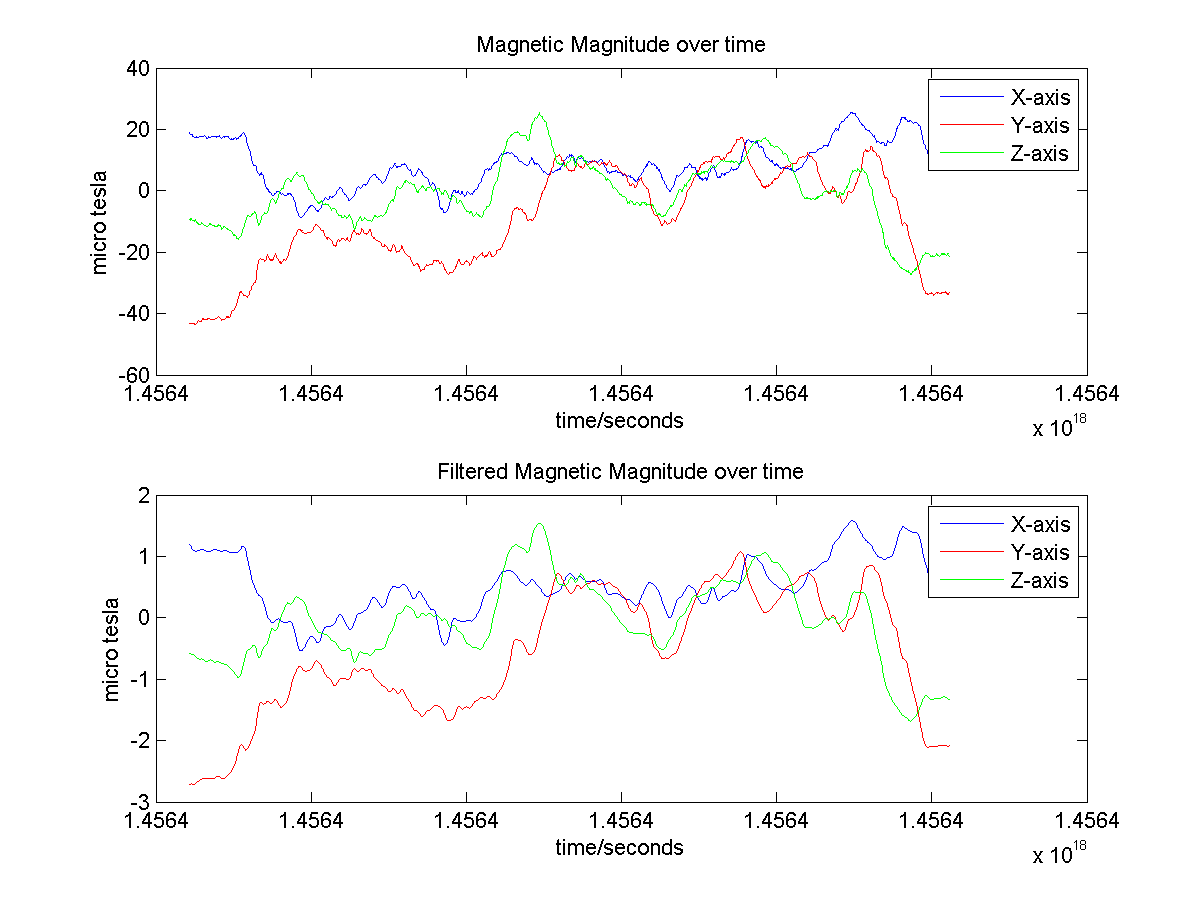 Magnetic Magnitude over time
40
20
0
-20
-40
-60
micro tesla
X-axis
Y-axis
Z-axis
1.4564 1.4564 1.4564 1.4564 1.4564 1.4564 1.4564
time/seconds
x 10^18
Filtered Magnetic Magnitude over time
2
1
0
-1
-2
-3
micro tesla
X-axis
Y-axis
Z-axis
1.4564 1.4564 1.4564 1.4564 1.4564 1.4564 1.4564
time/seconds
x 10^18